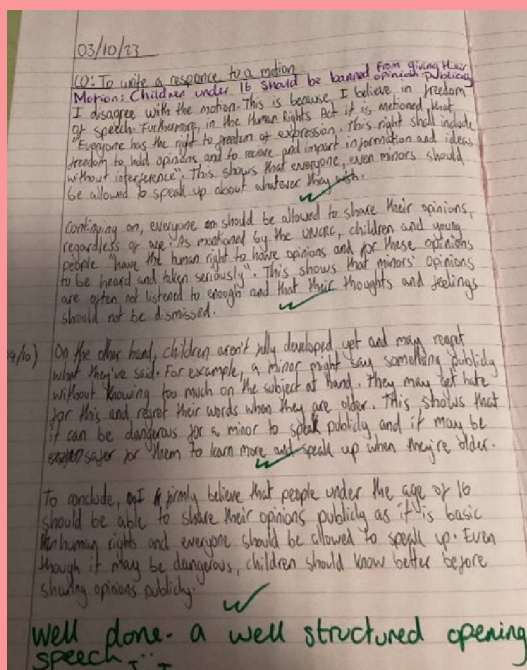 03/10/23
LO: To write a response to a motion
Motion: Children under 16 should be banned from giving their opinions publicly
I disagree with the motion. This is because, I believe in freedom
of speech. Furthermore, in the Human Rights Act it is metioned that
"Everyone has the right to freedom of expression. This right shall include
freedom to hold opinions and to recieve and impart information and ideas
without interference". This shows that everyone, even minors should
be allowed to speak up about whatever they wish.
Continuing on, everyone should be allowed to share their opinions,
regardless of age. As mentioned by the UNCRC, children and young
people "have the human right to have opinions and for these opinions
to be heard and taken seriously". This shows that minors' opinions
are often not listened to enough and that their thoughts and feelings
should not be dismissed.
On the other hand, children aren't fully developed yet and may regret
what they've said. For example, a minor might say something publicly
without knowing too much on the subject at hand. They may get hate
for this and regret their words when they are older. This shows that
it can be dangerous for a minor to speak publicly and it may be
safer for them to learn more and speak up when they're older.
To conclude, I firmly believe that people under the age of 16
should be able to share their opinions publicly as it is basic
human rights and everyone should be allowed to speak up. Even
though it may be dangerous, children should know better before
sharing opinions publicly.
Well done - a well structured opening
speech